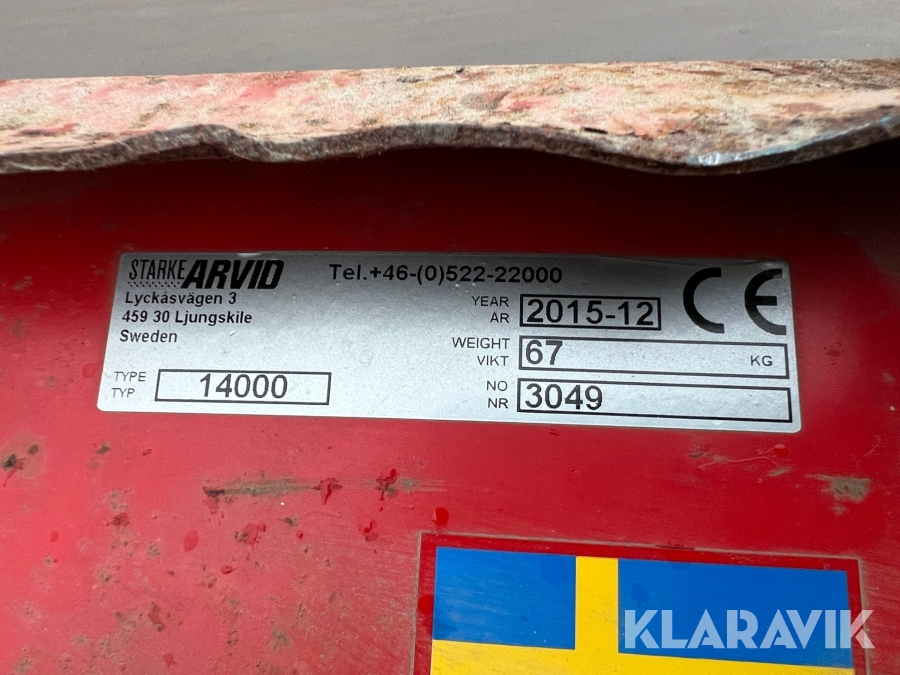 STARKE ARVID
Tel.+46-(0)522-22000
Lyckåsvägen 3
459 30 Ljungskile
Sweden
YEAR
AR
2015-12
CE
WEIGHT
VIKT
67
KG
TYPE
TYP
14000
NO
NR
3049
KLARAVIK